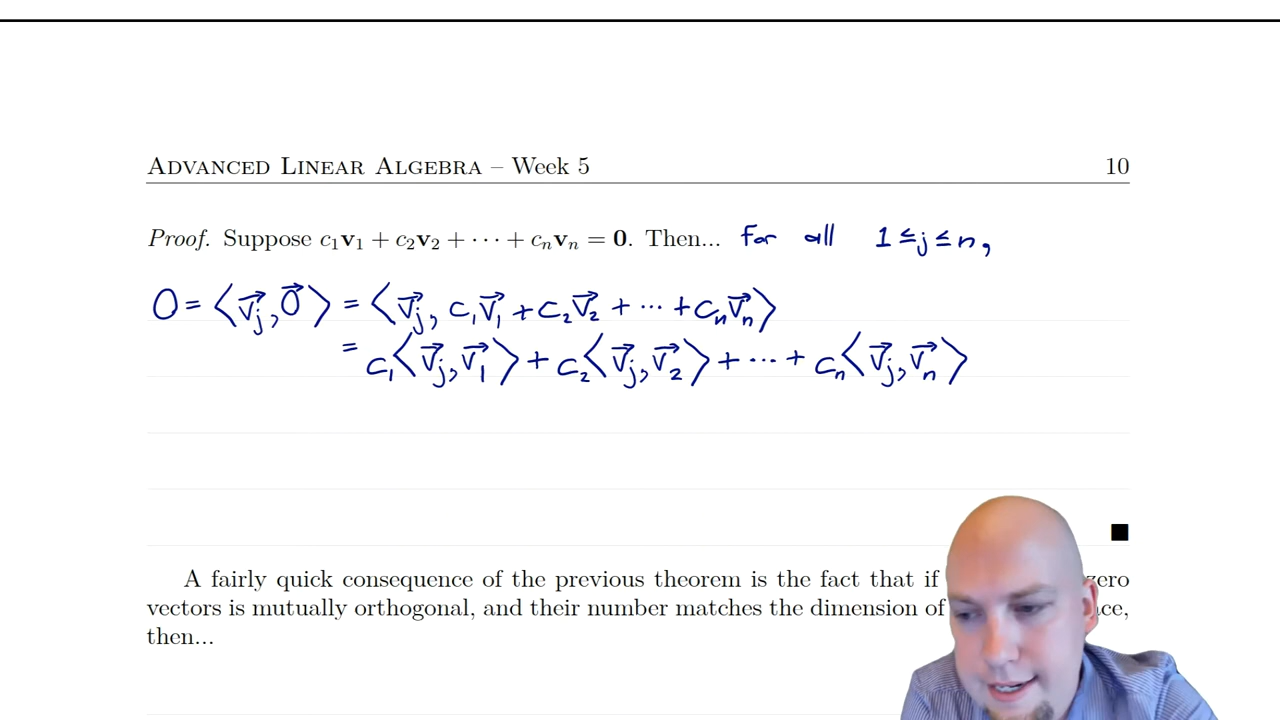 ADVANCED LINEAR ALGEBRA – Week 5 10
Proof. Suppose c₁v₁ + c₂v₂ + ··· + cₙvₙ = 0. Then... for all 1 ≤ j ≤ n,
0 = ⟨v⃗ⱼ, 0⃗⟩ = ⟨v⃗ⱼ, c₁v⃗₁ + c₂v⃗₂ + ··· + cₙv⃗ₙ⟩
= c₁⟨v⃗ⱼ, v⃗₁⟩ + c₂⟨v⃗ⱼ, v⃗₂⟩ + ··· + cₙ⟨v⃗ⱼ, v⃗ₙ⟩
■
A fairly quick consequence of the previous theorem is the fact that if zero
vectors is mutually orthogonal, and their number matches the dimension of ce,
then...